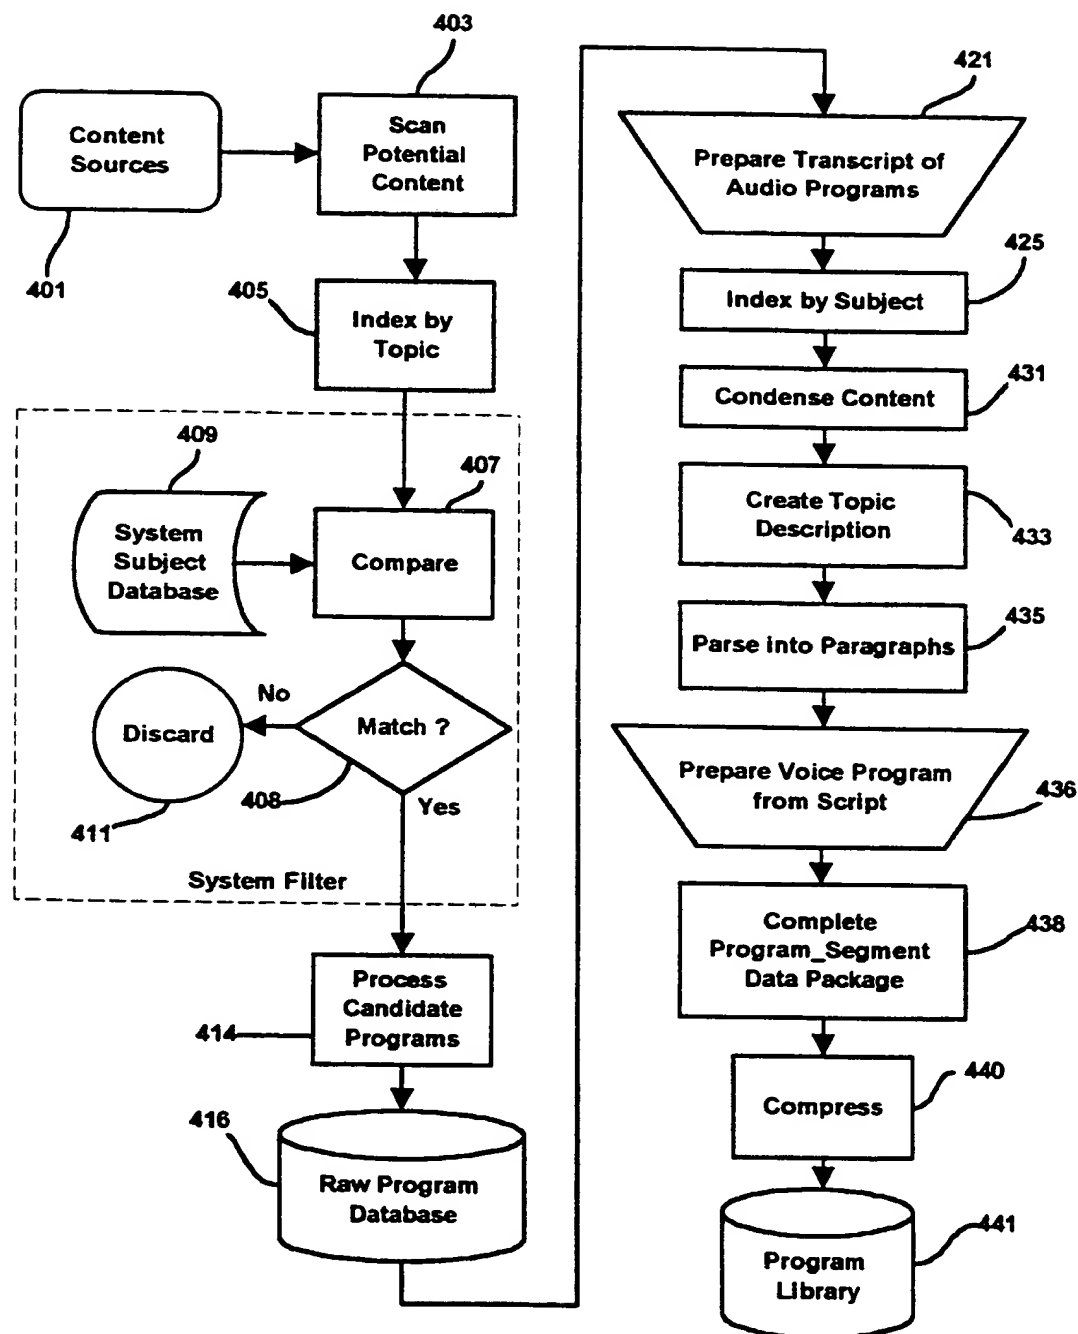 403
Content
Sources
Scan
Potential
Content
401
405
Index by
Topic
409
407
System
Subject
Database
Compare
No
Discard
Match ?
408
Yes
411
System Filter
Process
Candidate
Programs
414
416
Raw Program
Database
421
Prepare Transcript of
Audio Programs
425
Index by Subject
431
Condense Content
Create Topic
Description
433
435
Parse into Paragraphs
Prepare Voice Program
from Script
436
Complete
Program_Segment
Data Package
438
440
Compress
441
Program
Library